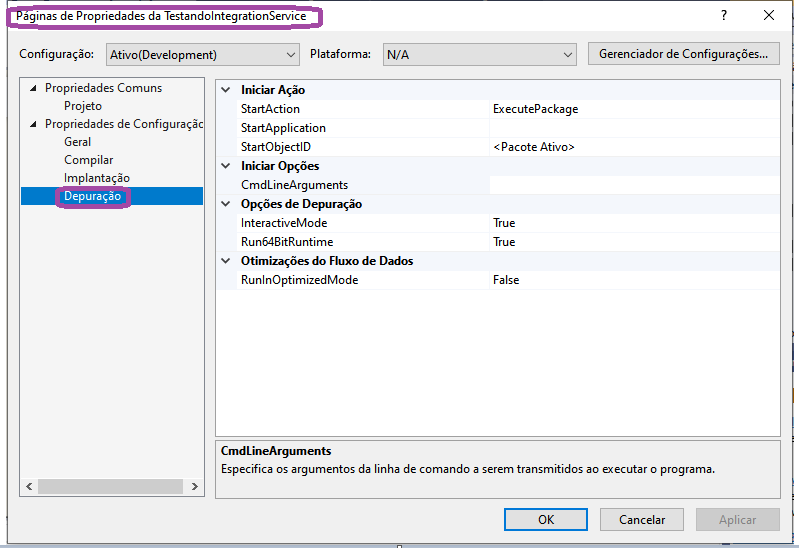 Páginas de Propriedades da TestandoIntegrationService
?
Configuração: Ativo(Development) Plataforma: N/A Gerenciador de Configurações...
Propriedades Comuns
Projeto
Propriedades de Configuração
Geral
Compilar
Implantação
Depuração
Iniciar Ação
StartAction ExecutePackage
StartApplication
StartObjectID <Pacote Ativo>
Iniciar Opções
CmdLineArguments
Opções de Depuração
InteractiveMode True
Run64BitRuntime True
Otimizações do Fluxo de Dados
RunInOptimizedMode False
CmdLineArguments
Especifica os argumentos da linha de comando a serem transmitidos ao executar o programa.
OK Cancelar Aplicar